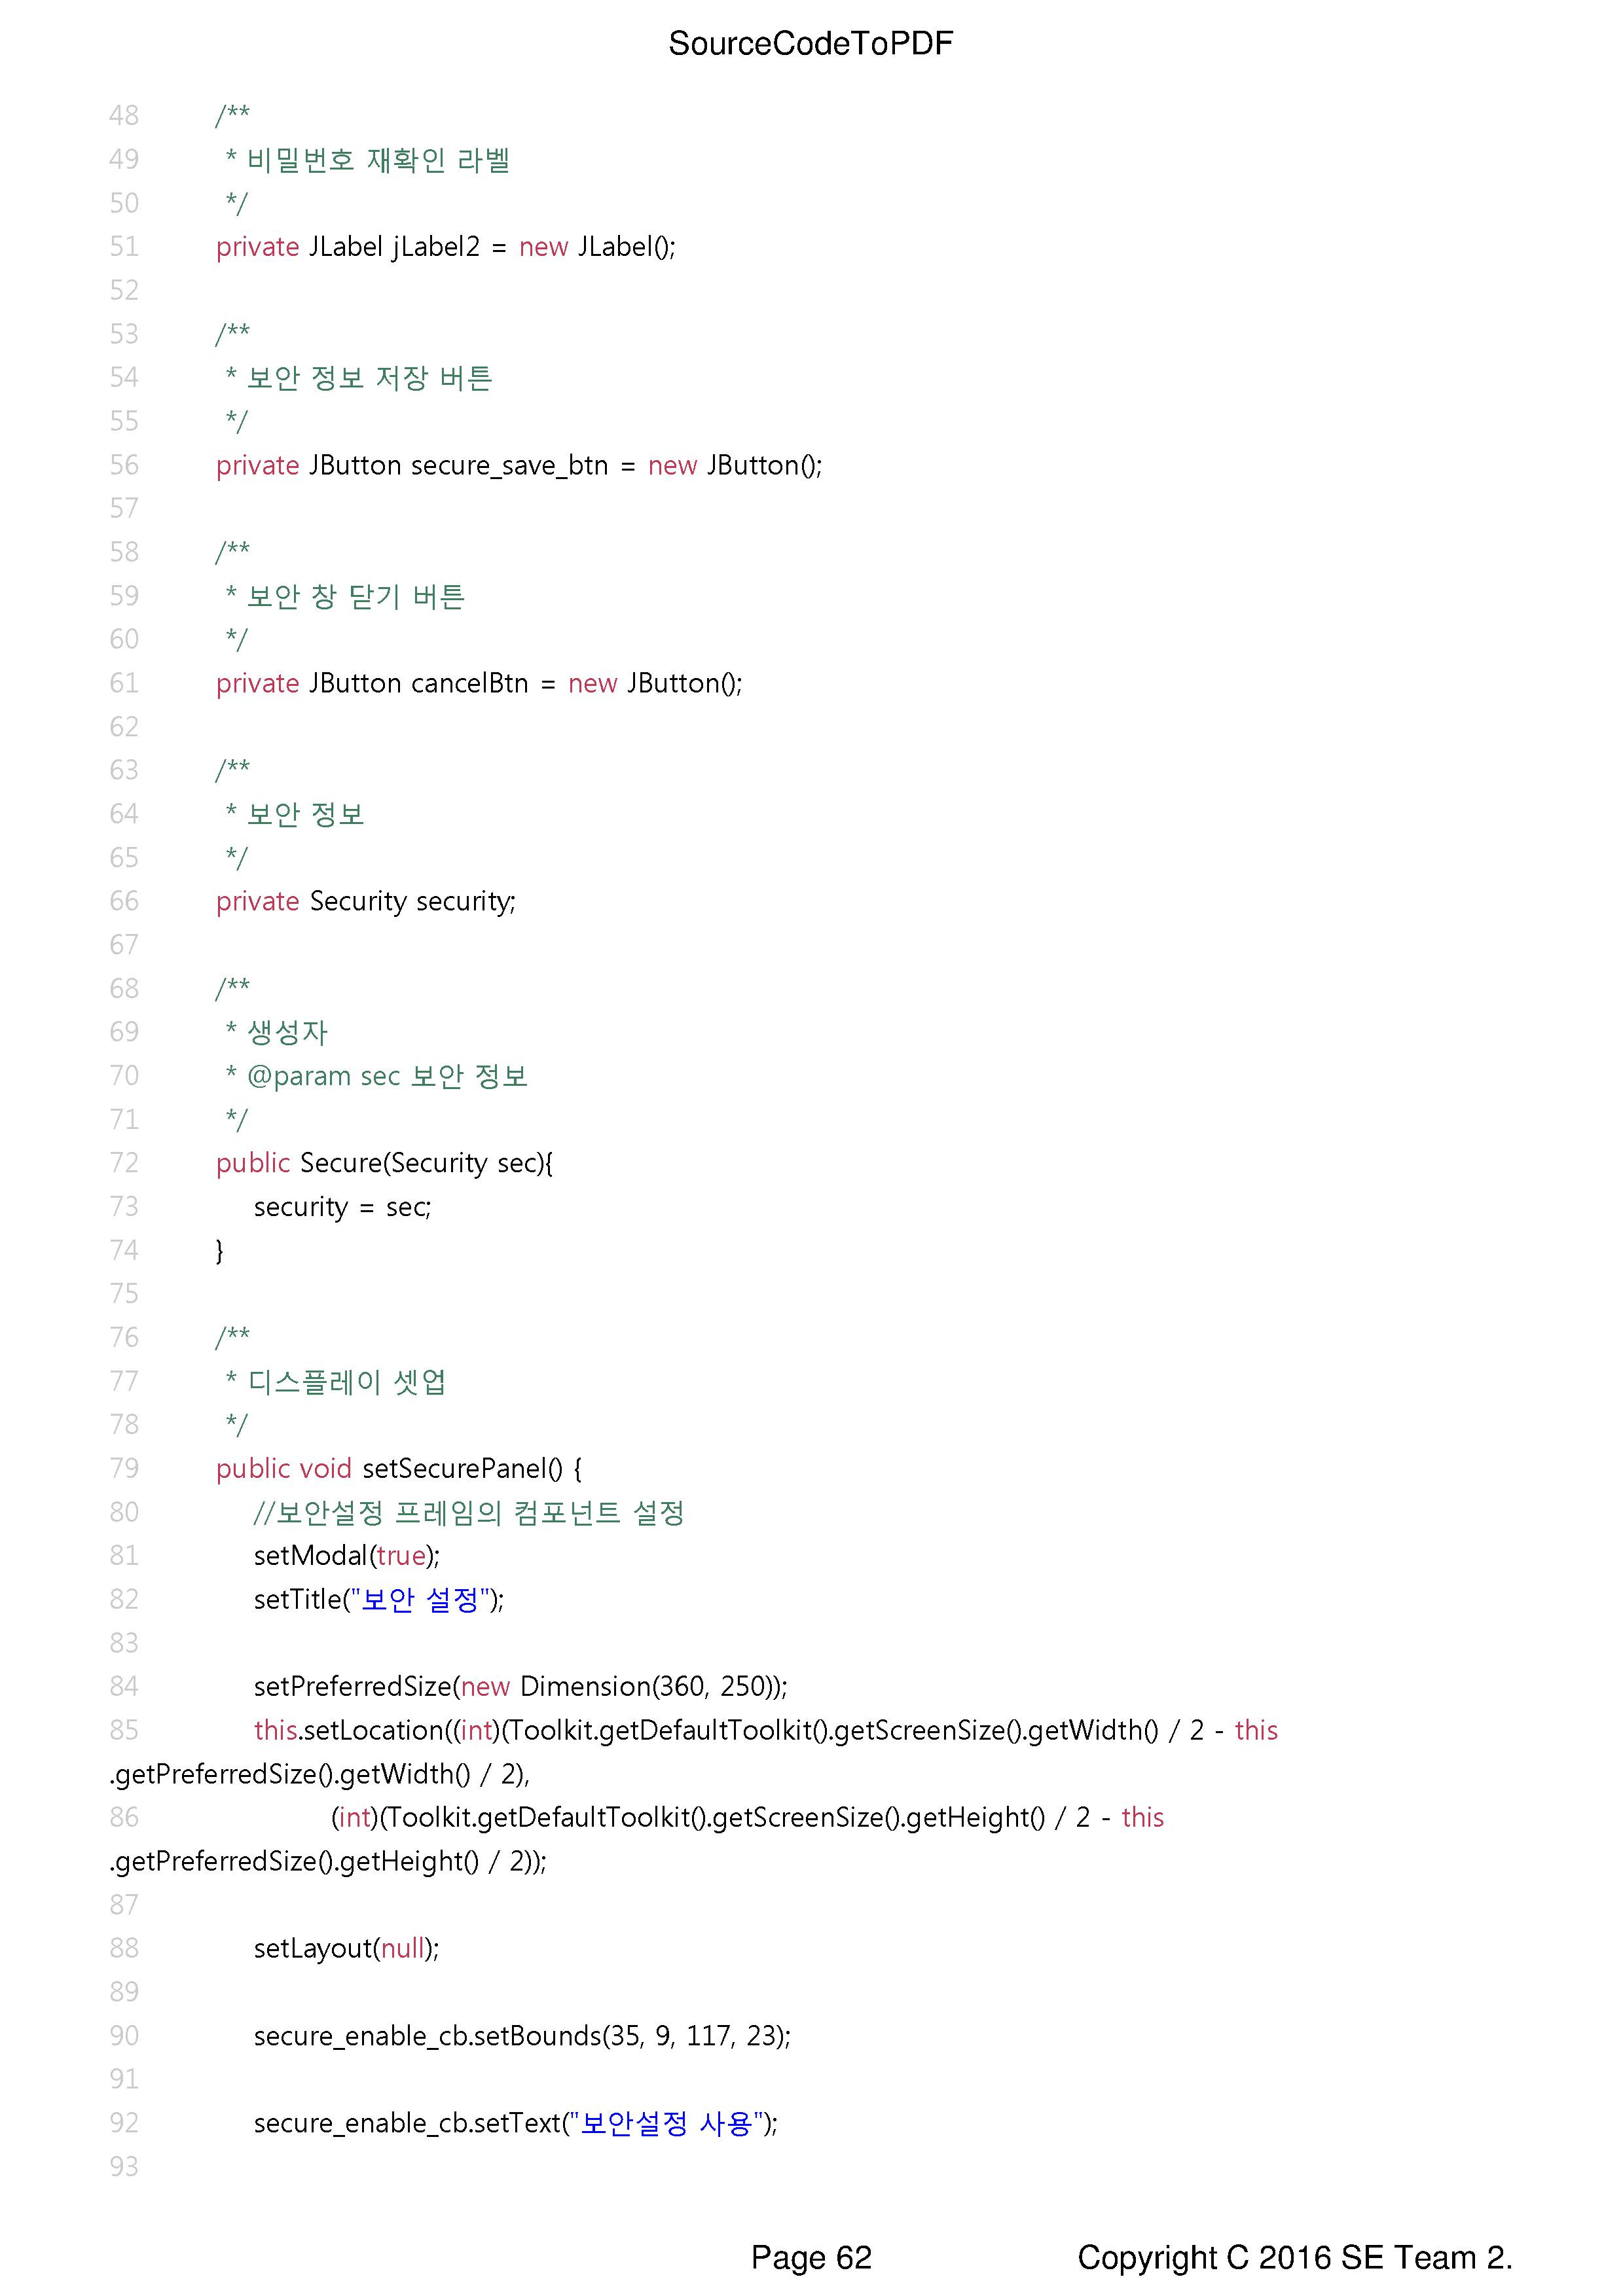 SourceCodeToPDF
48 /**
49 * 비밀번호 재확인 라벨
50 */
51 private JLabel jLabel2 = new JLabel();
52
53 /**
54 * 보안 정보 저장 버튼
55 */
56 private JButton secure_save_btn = new JButton();
57
58 /**
59 * 보안 창 닫기 버튼
60 */
61 private JButton cancelBtn = new JButton();
62
63 /**
64 * 보안 정보
65 */
66 private Security security;
67
68 /**
69 * 생성자
70 * @param sec 보안 정보
71 */
72 public Secure(Security sec){
73 security = sec;
74 }
75
76 /**
77 * 디스플레이 셋업
78 */
79 public void setSecurePanel() {
80 //보안설정 프레임의 컴포넌트 설정
81 setModal(true);
82 setTitle("보안 설정");
83
84 setPreferredSize(new Dimension(360, 250));
85 this.setLocation((int)(Toolkit.getDefaultToolkit().getScreenSize().getWidth() / 2 - this
.getPreferredSize().getWidth() / 2),
86 (int)(Toolkit.getDefaultToolkit().getScreenSize().getHeight() / 2 - this
.getPreferredSize().getHeight() / 2));
87
88 setLayout(null);
89
90 secure_enable_cb.setBounds(35, 9, 117, 23);
91
92 secure_enable_cb.setText("보안설정 사용");
93
Page 62 Copyright C 2016 SE Team 2.